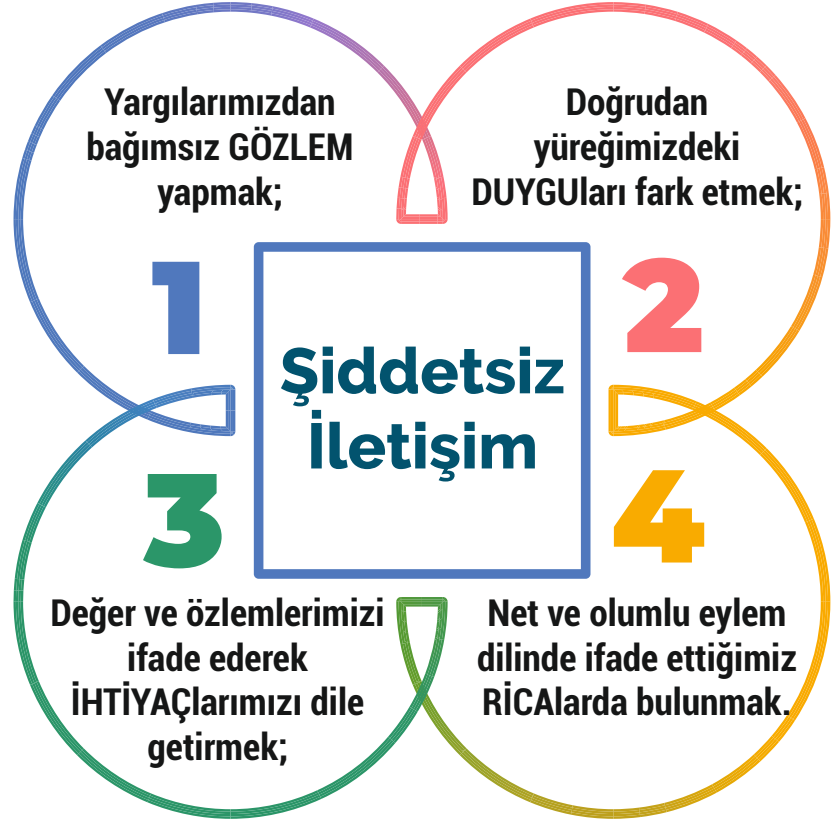 Yargılarımızdan
bağımsız GÖZLEM
yapmak;
1
Doğrudan
yüreğimizdeki
DUYGUları fark etmek;
2
Şiddetsiz
İletişim
3
Değer ve özlemlerimizi
ifade ederek
İHTİYAÇlarımızı dile
getirmek;
4
Net ve olumlu eylem
dilinde ifade ettiğimiz
RİCAlarda bulunmak.